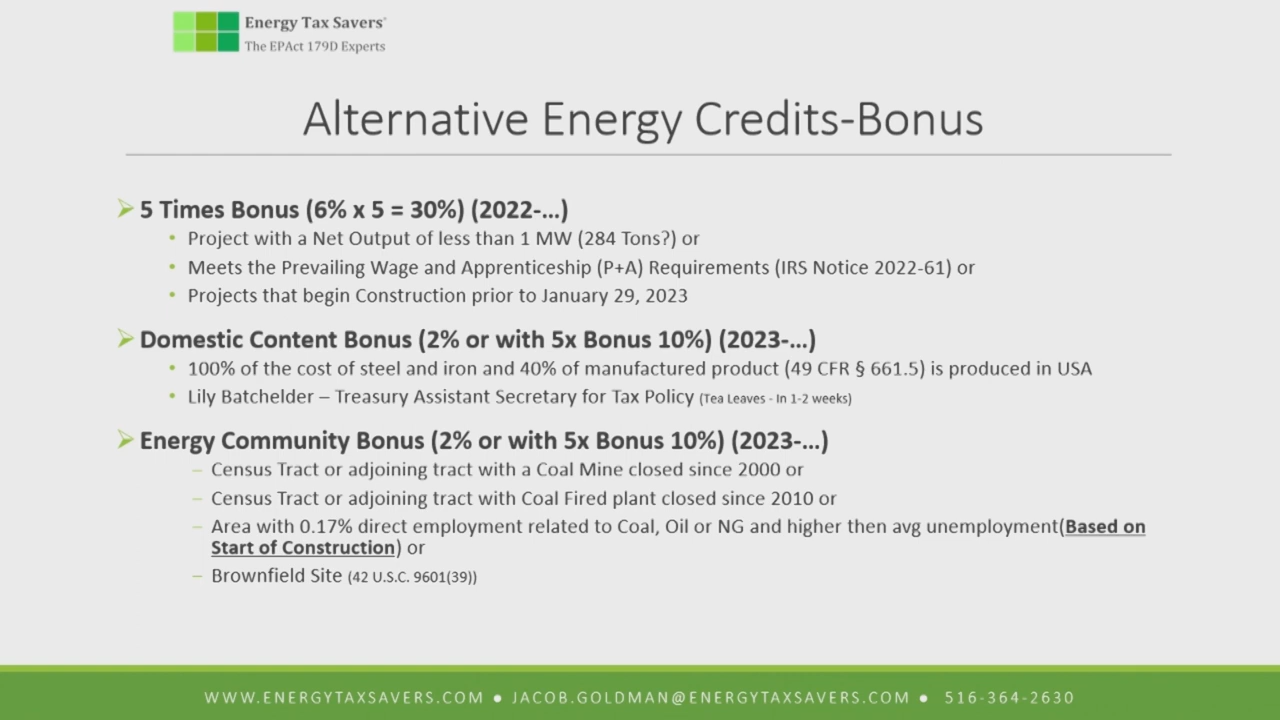 Energy Tax Savers®
The EPAct 179D Experts
Alternative Energy Credits-Bonus
5 Times Bonus (6% x 5 = 30%) (2022-…)
• Project with a Net Output of less than 1 MW (284 Tons?) or
• Meets the Prevailing Wage and Apprenticeship (P+A) Requirements (IRS Notice 2022-61) or
• Projects that begin Construction prior to January 29, 2023
Domestic Content Bonus (2% or with 5x Bonus 10%) (2023-…)
• 100% of the cost of steel and iron and 40% of manufactured product (49 CFR § 661.5) is produced in USA
• Lily Batchelder – Treasury Assistant Secretary for Tax Policy (Tea Leaves - In 1-2 weeks)
Energy Community Bonus (2% or with 5x Bonus 10%) (2023-…)
– Census Tract or adjoining tract with a Coal Mine closed since 2000 or
– Census Tract or adjoining tract with Coal Fired plant closed since 2010 or
– Area with 0.17% direct employment related to Coal, Oil or NG and higher then avg unemployment(Based on
Start of Construction) or
– Brownfield Site (42 U.S.C. 9601(39))
WWW.ENERGYTAXSAVERS.COM ● JACOB.GOLDMAN@ENERGYTAXSAVERS.COM ● 516-364-2630